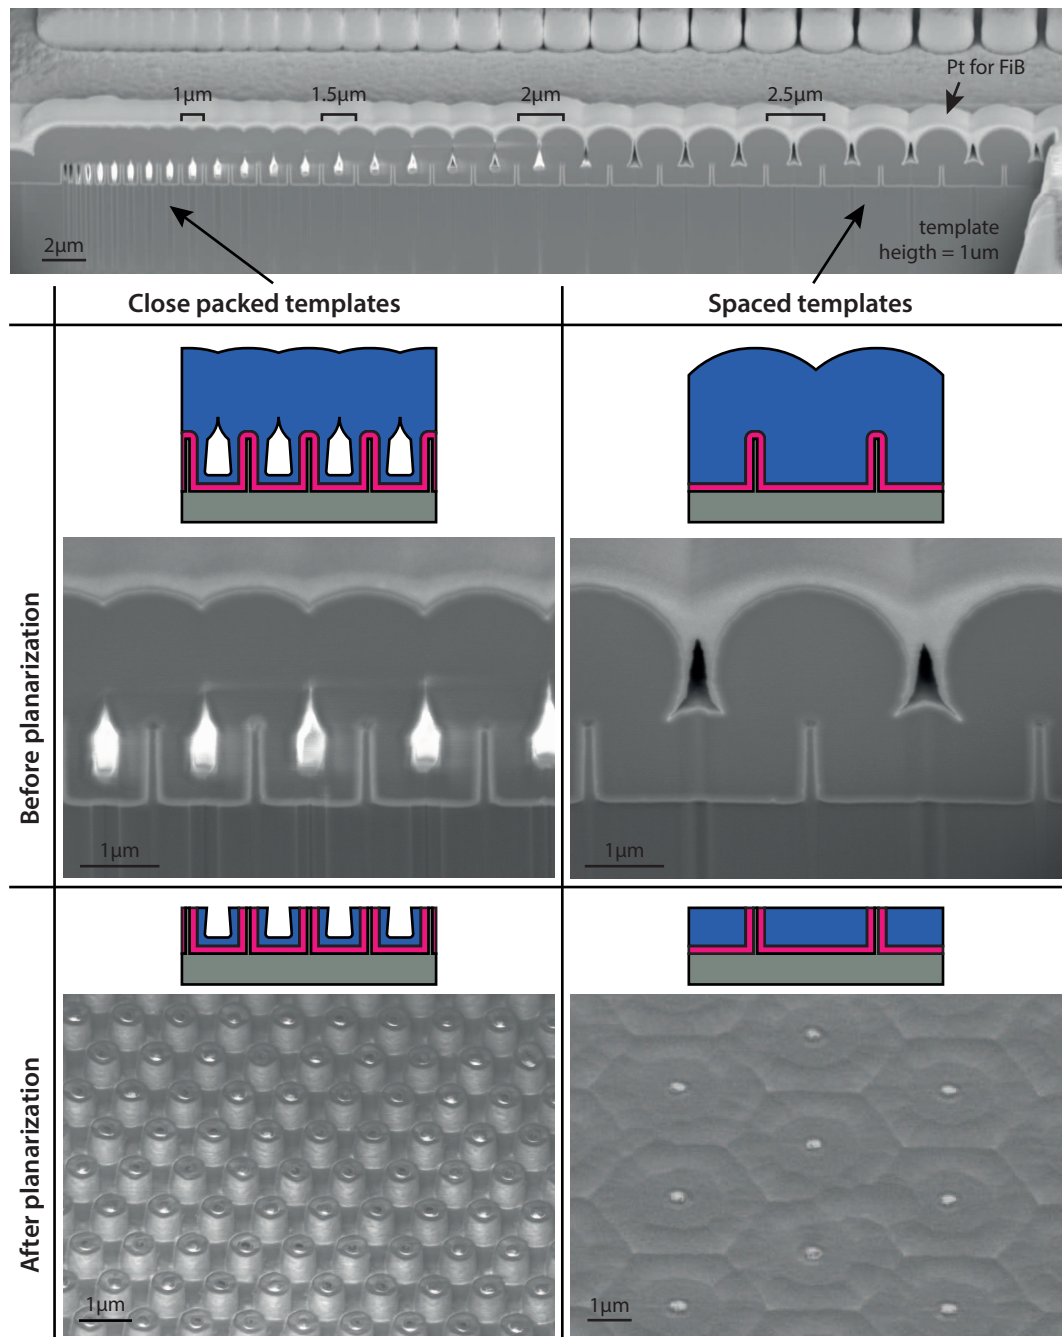 Pt for FiB
1µm
1.5µm
2µm
2.5µm
2µm
template
heigth = 1um
Close packed templates
Spaced templates
Before planarization
1µm
1µm
After planarization
1µm
1µm